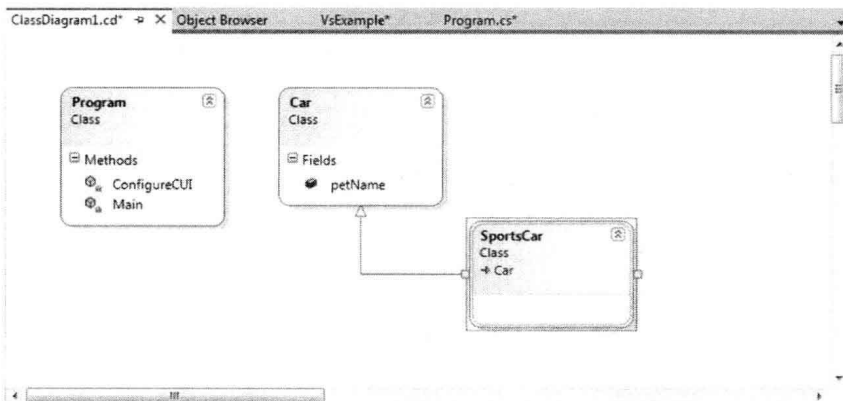 ClassDiagram1.cd* Object Browser VsExample* Program.cs*
Program
Class
Methods
ConfigureCUI
Main
Car
Class
Fields
petName
SportsCar
Class
Car